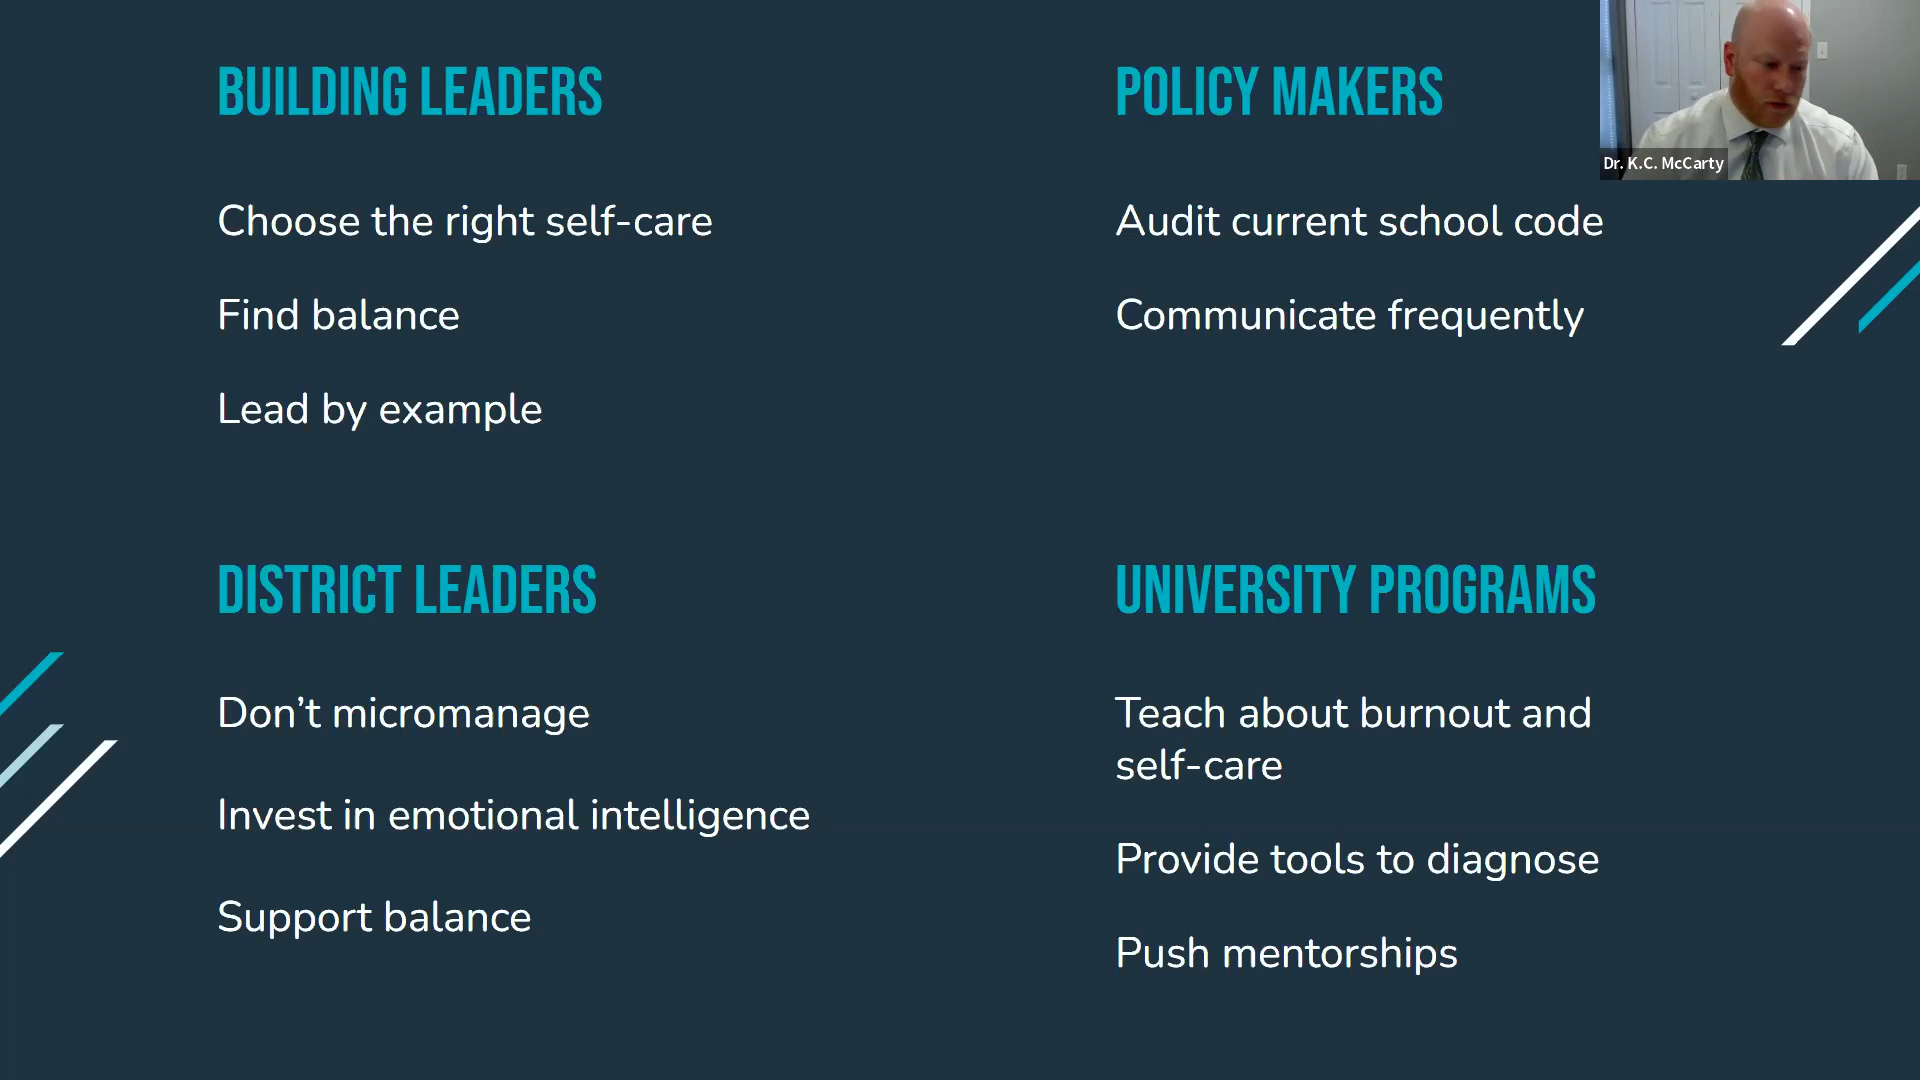 BUILDING LEADERS
Choose the right self-care
Find balance
Lead by example
POLICY MAKERS
Audit current school code
Communicate frequently
Dr. K.C. McCarty
DISTRICT LEADERS
Don’t micromanage
Invest in emotional intelligence
Support balance
UNIVERSITY PROGRAMS
Teach about burnout and
self-care
Provide tools to diagnose
Push mentorships